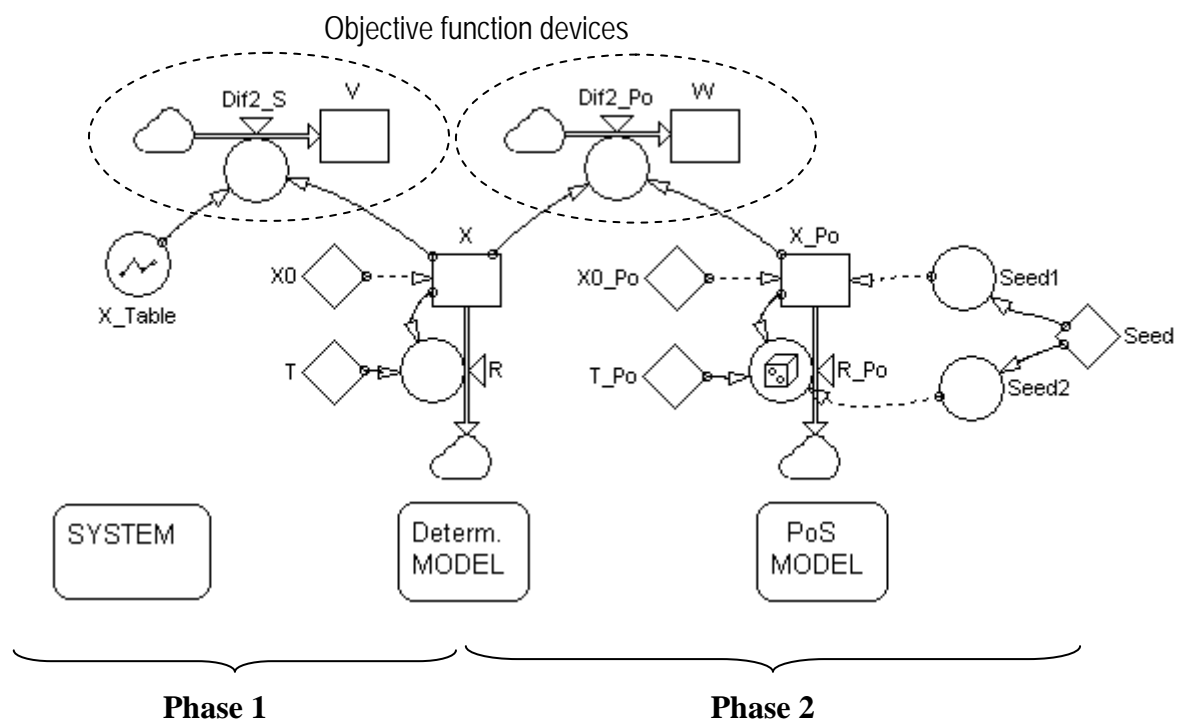 Objective function devices
Dif2_S
V
Dif2_Po
W
X_Table
X0
X
X0_Po
X_Po
Seed1
T
R
T_Po
R_Po
Seed
Seed2
SYSTEM
Determ.
MODEL
PoS
MODEL
Phase 1
Phase 2